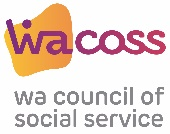 wacoss
wa council of
social service